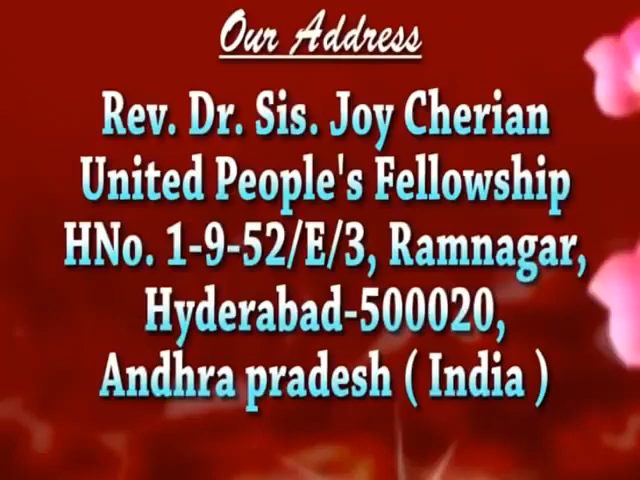 Our Address
Rev. Dr. Sis. Joy Cherian
United People's Fellowship
HNo. 1-9-52/E/3, Ramnagar,
Hyderabad-500020,
Andhra pradesh ( India )